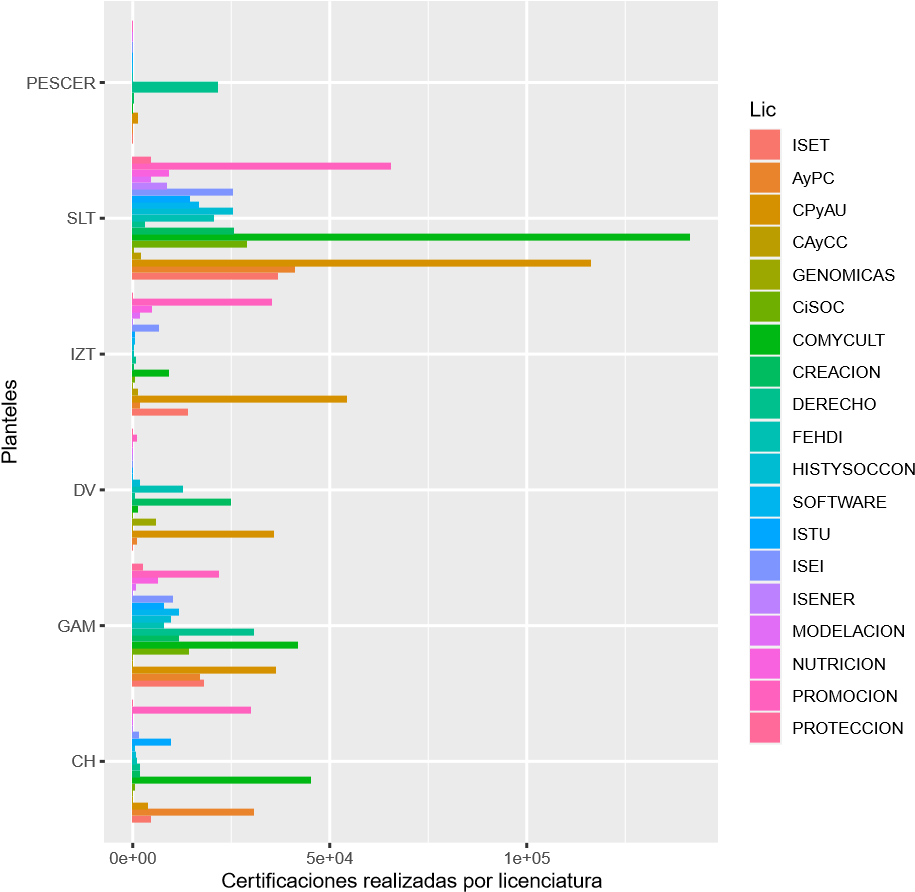 PESCER
SLT
IZT
DV
GAM
CH
Planteles
0e+00
5e+04
1e+05
Certificaciones realizadas por licenciatura
Lic
ISET
AyPC
CPyAU
CAyCC
GENOMICAS
CiSOC
COMYCULT
CREACION
DERECHO
FEHDI
HISTYSOCCON
SOFTWARE
ISTU
ISEI
ISENER
MODELACION
NUTRICION
PROMOCION
PROTECCION